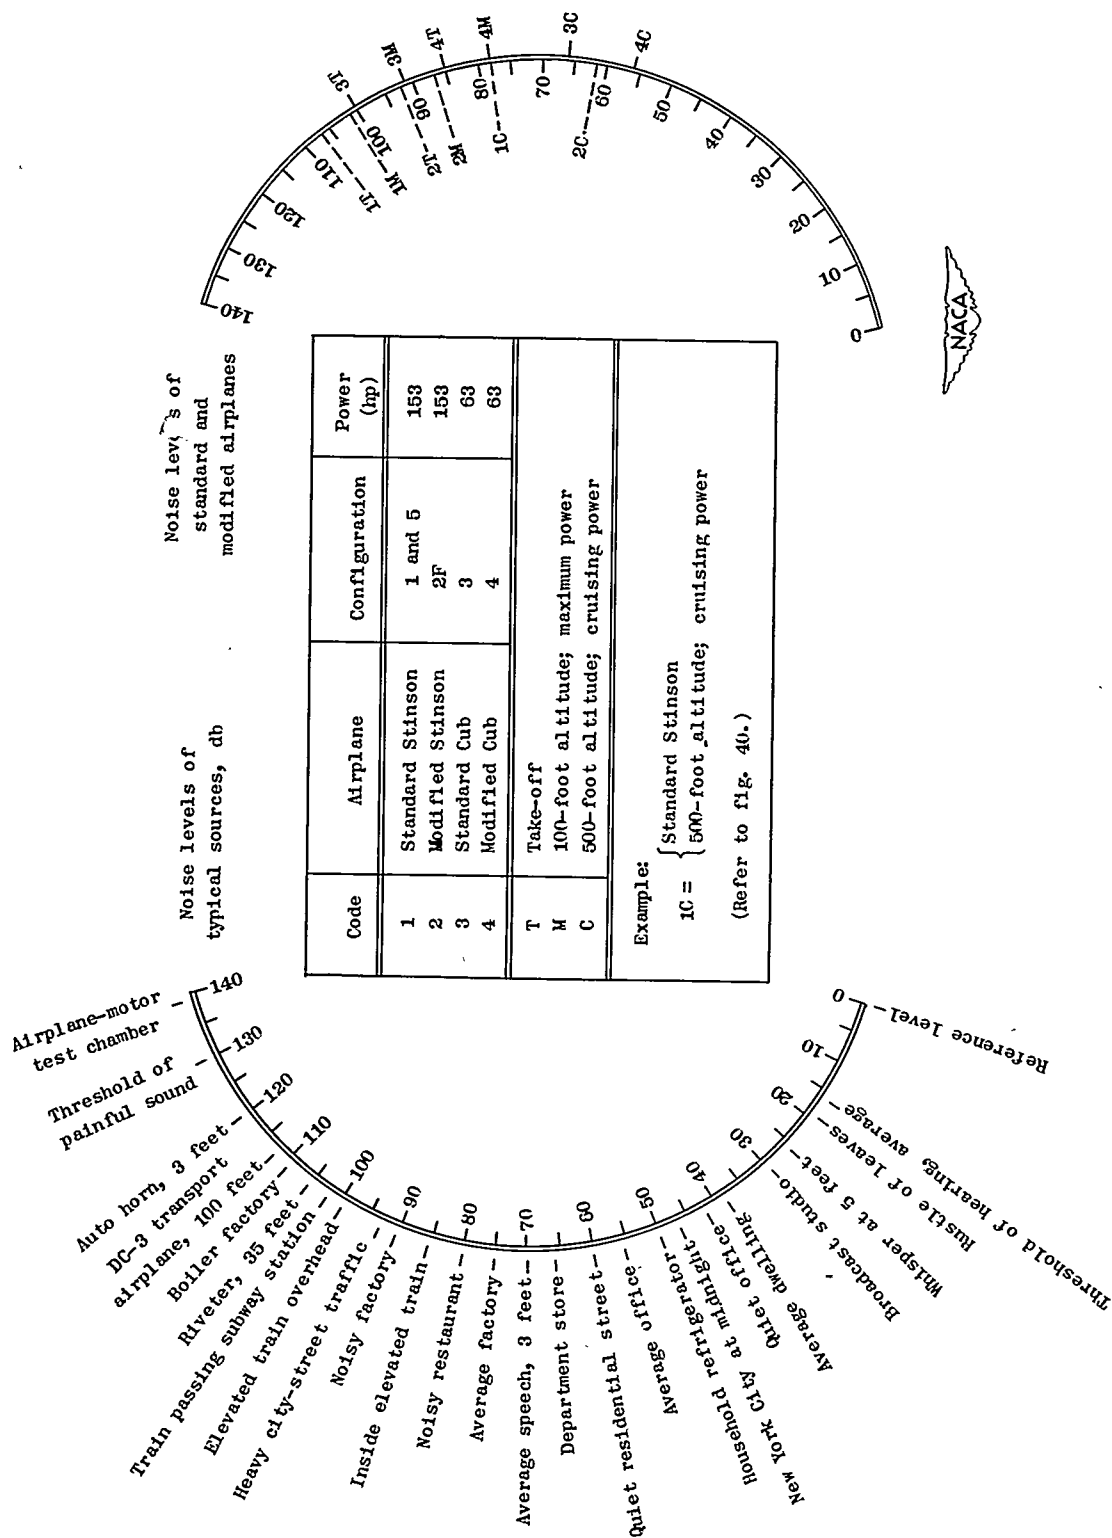 Noise levels of
typical sources, db
Airplane-motor
test chamber
Threshold of
painful sound
Auto horn, 3 feet
DC-3 transport
airplane, 100 feet
Boiler factory
Riveter, 35 feet
Train passing subway station
Elevated train overhead
Heavy city-street traffic
Noisy factory
Inside elevated train
Noisy restaurant
Average factory
Average speech, 3 feet
Department store
Quiet residential street
Average office
Household refrigerator
New York City at midnight
Quiet office
Average dwelling
Broadcast studio
Whisper at 5 feet
Rustle of leaves
Threshold of hearing, average
Reference level
140
130
120
110
100
90
80
70
60
50
40
30
20
10
0
Code Airplane Configuration Power
(hp)
1 Standard Stinson 1 and 5 153
2 Modified Stinson 2F 153
3 Standard Cub 3 63
4 Modified Cub 4 63
T Take-off
M 100-foot altitude; maximum power
C 500-foot altitude; cruising power
Example:
1C = { Standard Stinson
500-foot altitude; cruising power
(Refer to fig. 40.)
Noise levels of
standard and
modified airplanes
140
130
120
110
100
90
80
70
60
50
40
30
20
10
0
1T
1M
2T
2M
1C
2C
3T
3M
4T
4M
3C
4C
NACA